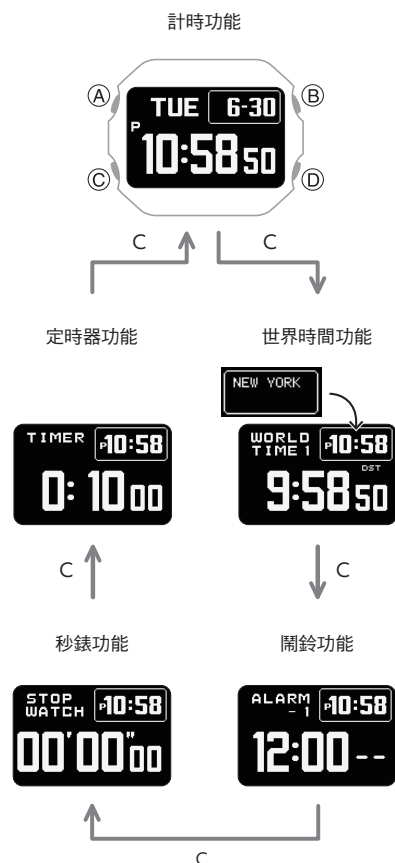 計時功能
A
B
TUE 6-30
P
10:58 50
C
D
C
C
定時器功能
世界時間功能
NEW YORK
TIMER P10:58
0:10 00
WORLD TIME 1 P10:58
DST
9:58 50
C
C
秒錶功能
鬧鈴功能
STOP WATCH P10:58
00'00"00
ALARM -1 P10:58
12:00--
C